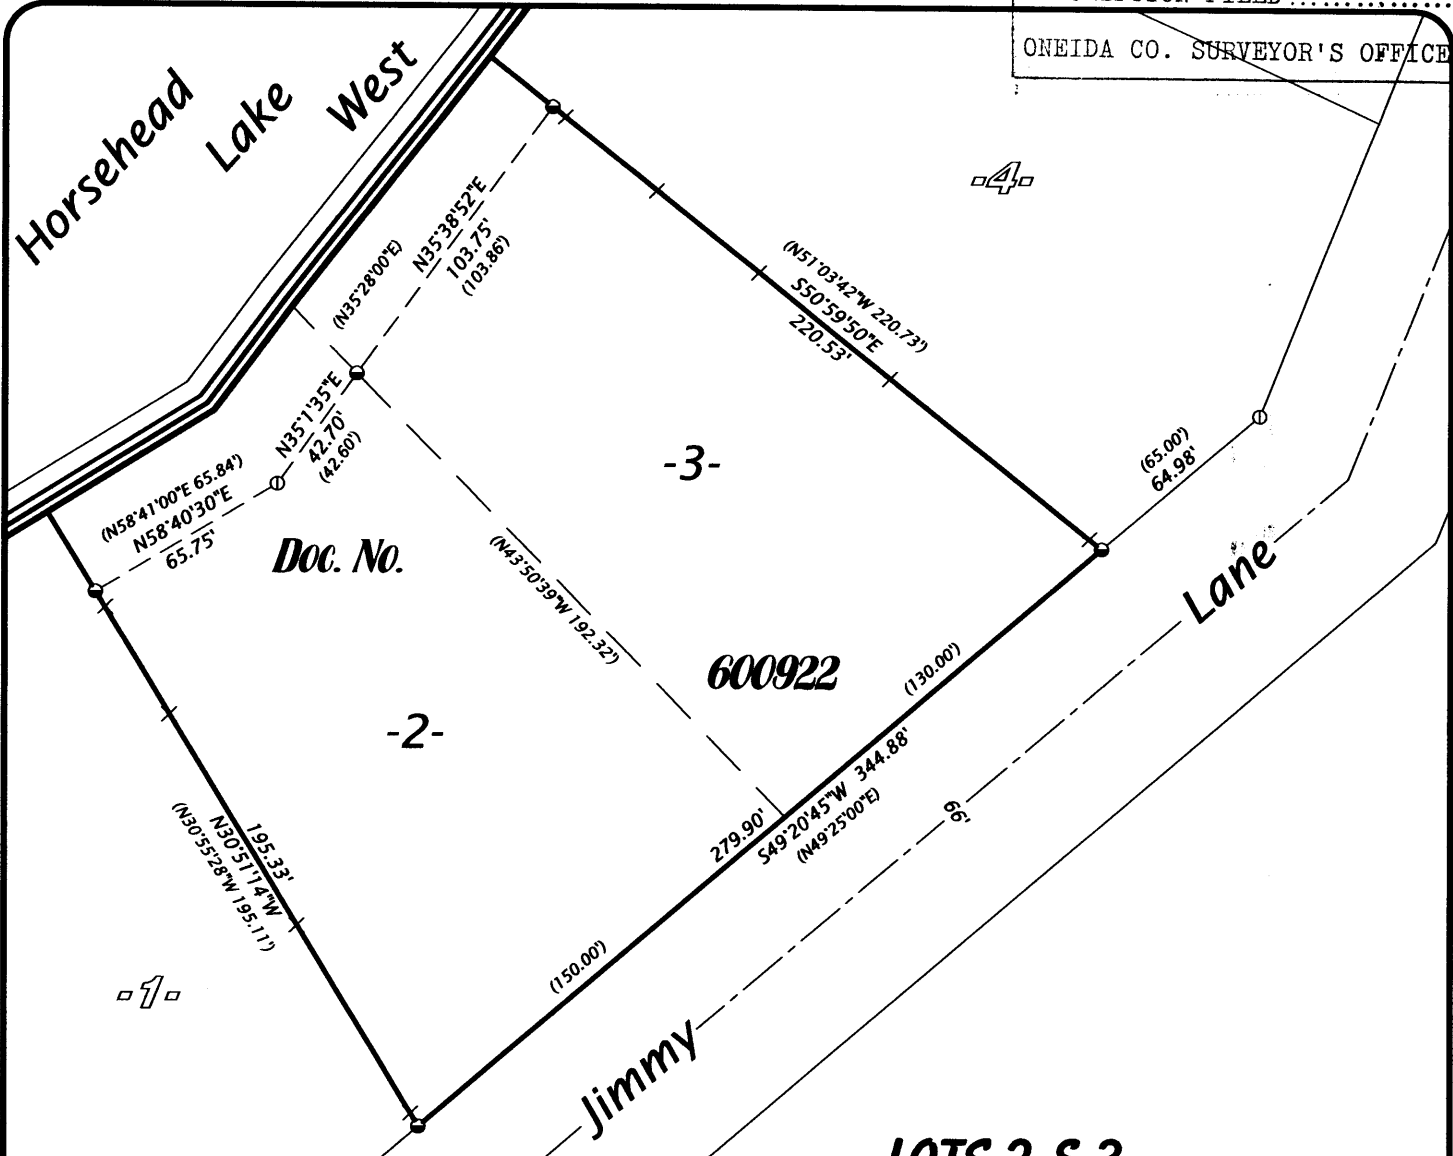 ONEIDA CO. SURVEYOR'S OFFICE
Horsehead
Lake
West
-4-
N35°38'52"E
103.75'
(103.86')
(N35°28'00"E)
(N51°03'42"W 220.73')
S50°59'50"E
220.53'
N35°1'35"E
42.70'
(42.60')
(N58°41'00"E 65.84')
N58°40'30"E
65.75'
-3-
(65.00')
64.98'
Doc. No.
(N43°50'39"W 192.32')
600922
(130.00')
Lane
-2-
279.90'
S49°20'45"W 344.88'
(N49°25'00"E)
66'
195.33'
N30°51'14"W
(N30°55'28"W 195.11')
(150.00')
-1-
Jimmy
LOTS 2 & 3